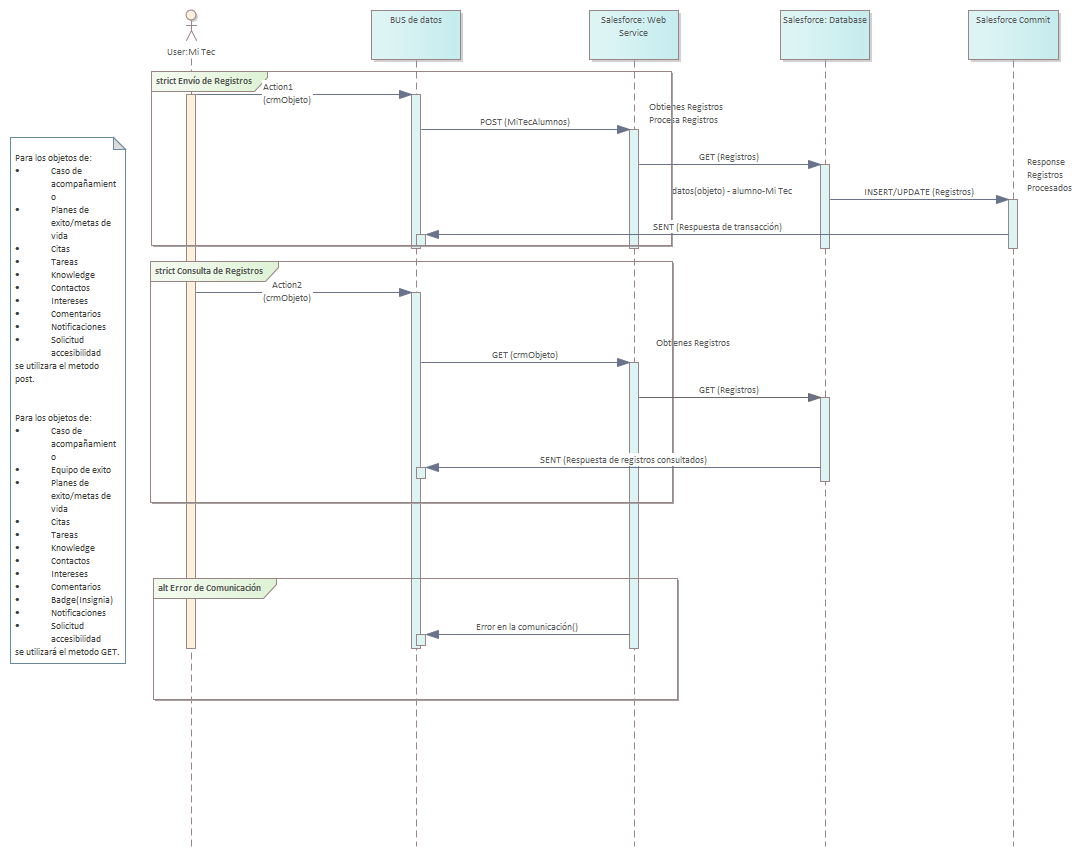 User:Mi Tec
BUS de datos
Salesforce: Web
Service
Salesforce: Database
Salesforce Commit
strict Envío de Registros
Action1
(crmObjeto)
POST (MiTecAlumnos)
Obtienes Registros
Procesa Registros
GET (Registros)
datos(objeto) - alumno-Mi Tec
INSERT/UPDATE (Registros)
Response
Registros
Procesados
SENT (Respuesta de transacción)
strict Consulta de Registros
Action2
(crmObjeto)
Obtienes Registros
GET (crmObjeto)
GET (Registros)
SENT (Respuesta de registros consultados)
alt Error de Comunicación
Error en la comunicación()
Para los objetos de:
• Caso de
acompañamient
o
• Planes de
exito/metas de
vida
• Citas
• Tareas
• Knowledge
• Contactos
• Intereses
• Comentarios
• Notificaciones
• Solicitud
accesibilidad
se utilizara el metodo
post.
Para los objetos de:
• Caso de
acompañamient
o
• Equipo de exito
• Planes de
exito/metas de
vida
• Citas
• Tareas
• Knowledge
• Contactos
• Intereses
• Comentarios
• Badge(Insignia)
• Notificaciones
• Solicitud
accesibilidad
se utilizará el metodo GET.